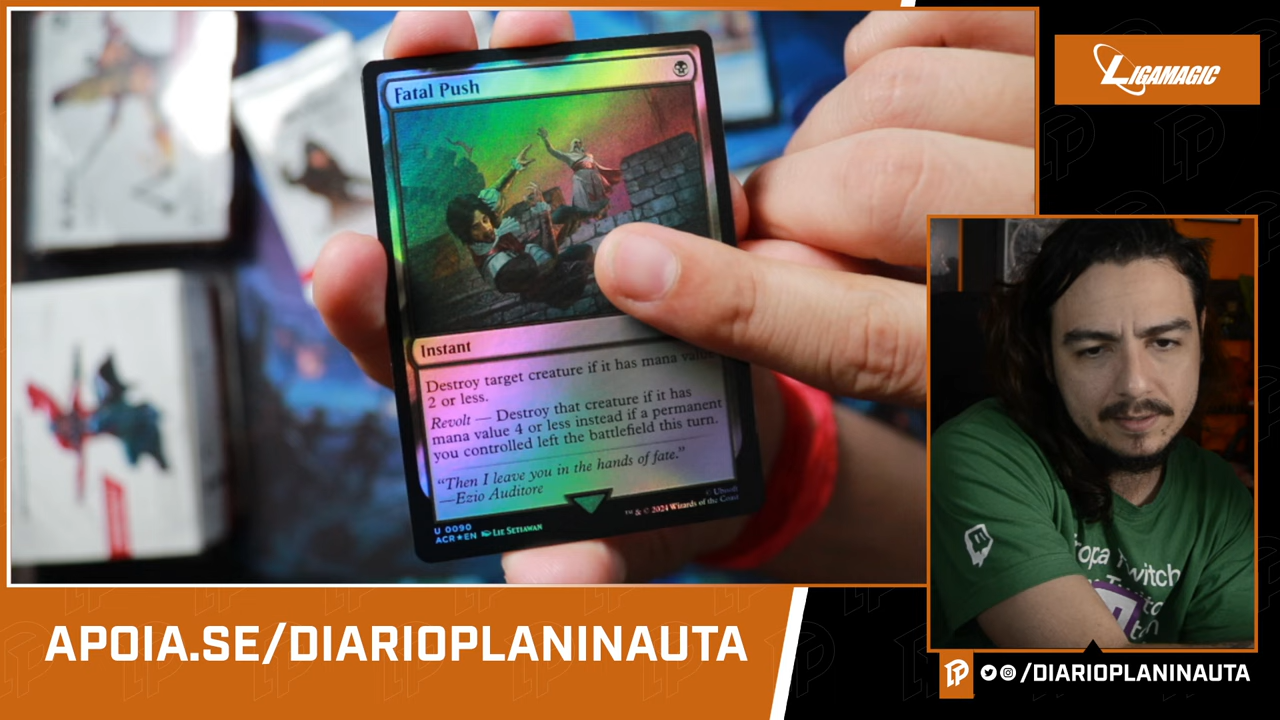 LIGAMAGIC
Fatal Push
Instant
Destroy target creature if it has mana value
2 or less.
Revolt — Destroy that creature if it has
mana value 4 or less instead if a permanent
you controlled left the battlefield this turn.
"Then I leave you in the hands of fate."
—Ezio Auditore
U 0090
ACR★EN LIE SETIAWAN
™ & © 2024 Wizards of the Coast
© Ubisoft
Twitch
APOIA.SE/DIARIOPLANINAUTA
/DIARIOPLANINAUTA